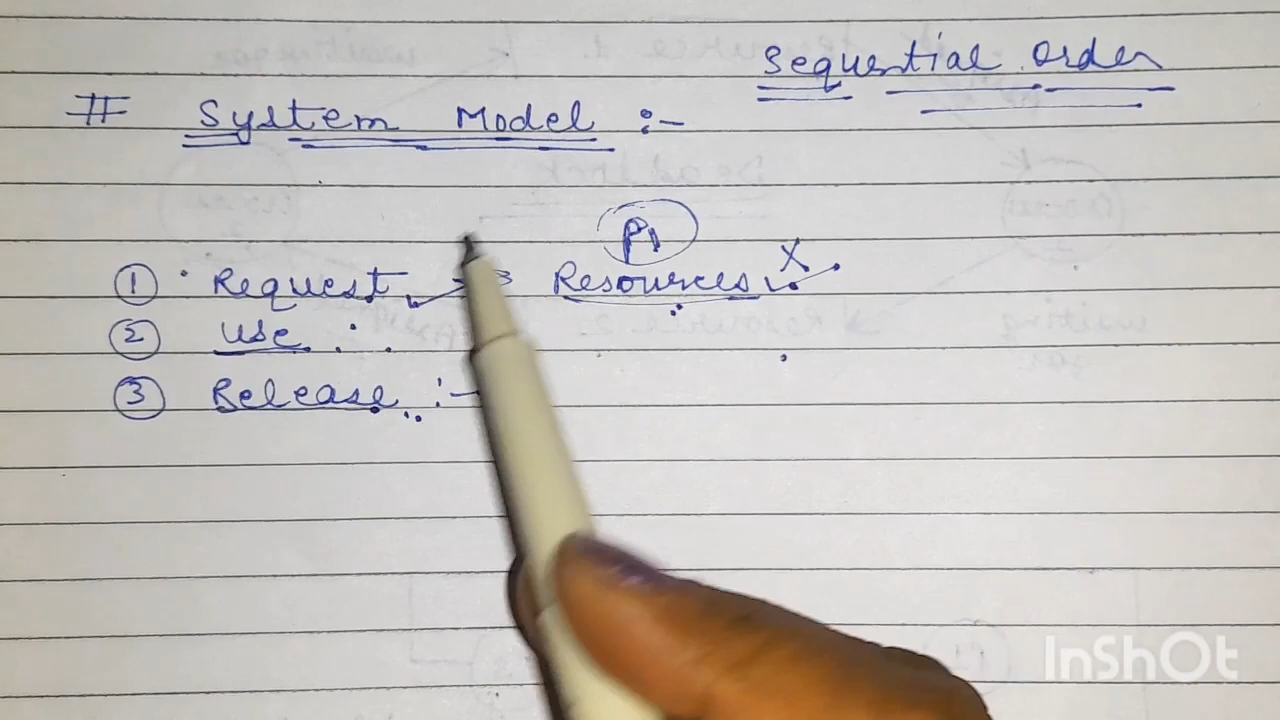 Sequential Order
# System Model :-
P1
① Request → Resources X
② Use :
③ Release :-
InShOt